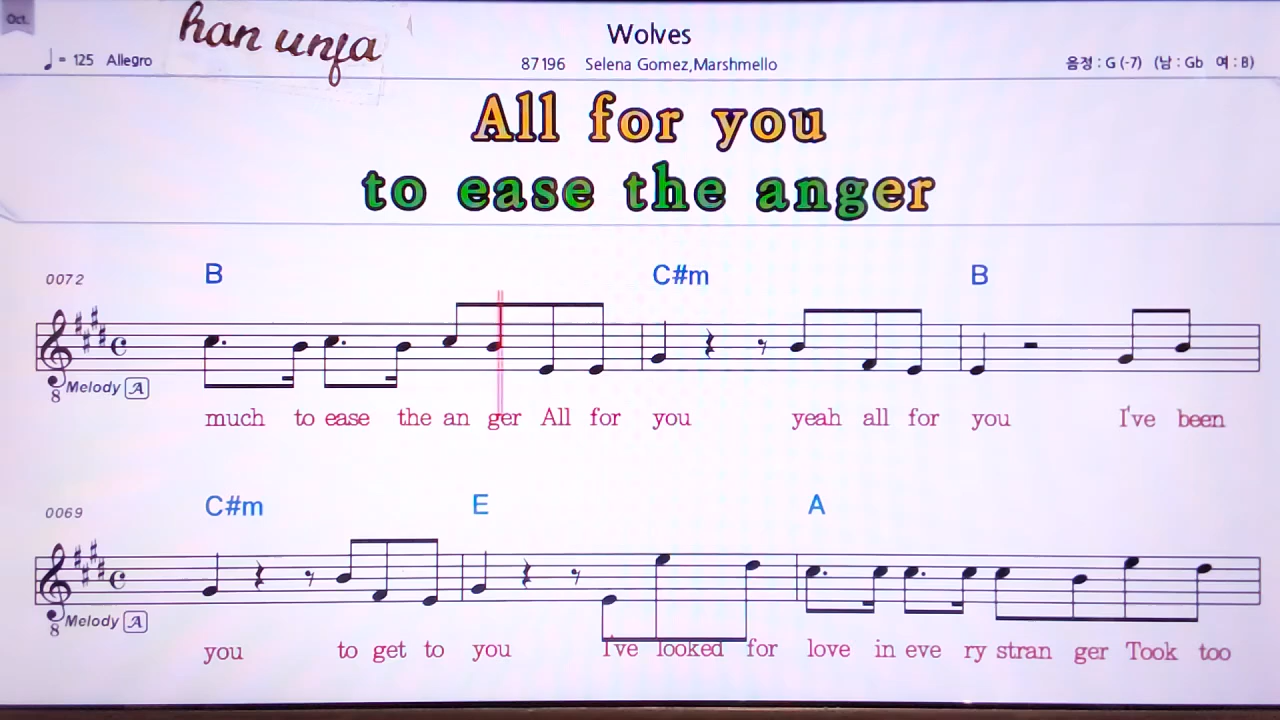 Oct.
han unfa
Wolves
♩= 125 Allegro
87196 Selena Gomez,Marshmello
음정 : G (-7) (남 : Gb 여 : B)
All for you
to ease the anger
0072
B C#m B
8 Melody A
much to ease the an ger All for you yeah all for you I've been
0069
C#m E A
8 Melody A
you to get to you I've looked for love in eve ry stran ger Took too